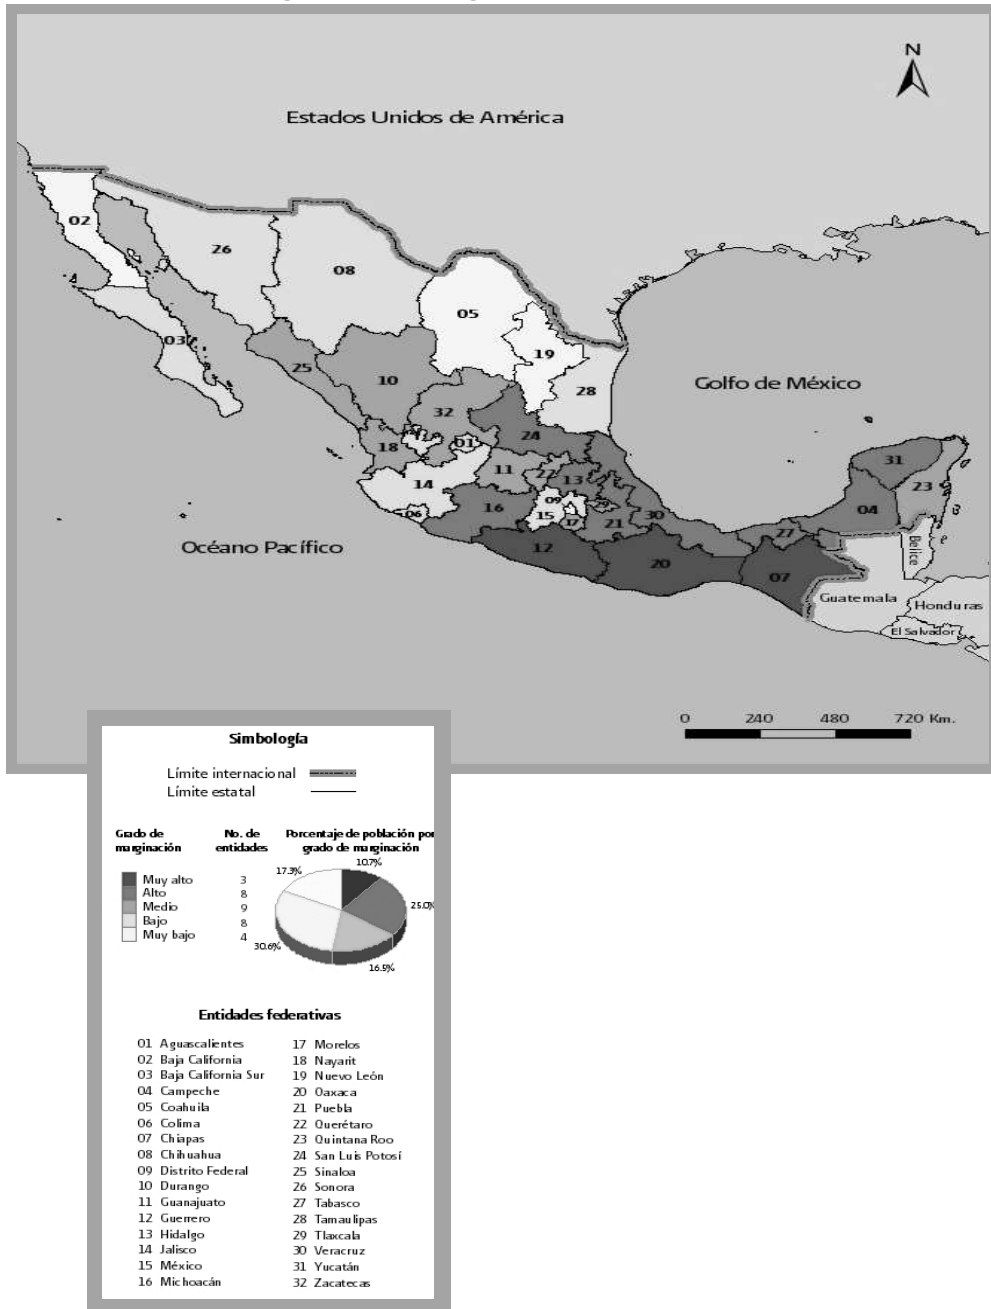 N
Estados Unidos de América
02
26
08
05
03
19
25
10
28
Golfo de México
32
24
18
01
31
11
22
13
23
14
09
29
16
04
06
15
17
21
30
27
Océano Pacífico
12
20
07
Belice
Guatemala
Honduras
El Salvador
0 240 480 720 Km.
Simbología
Límite internacional
Límite estatal
Grado de marginación
No. de entidades
Porcentaje de población por grado de marginación
Muy alto 3
Alto 8
Medio 9
Bajo 8
Muy bajo 4
10.7%
17.3%
25.0%
30.6%
16.5%
Entidades federativas
01 Aguascalientes
02 Baja California
03 Baja California Sur
04 Campeche
05 Coahuila
06 Colima
07 Chiapas
08 Chihuahua
09 Distrito Federal
10 Durango
11 Guanajuato
12 Guerrero
13 Hidalgo
14 Jalisco
15 México
16 Michoacán
17 Morelos
18 Nayarit
19 Nuevo León
20 Oaxaca
21 Puebla
22 Querétaro
23 Quintana Roo
24 San Luis Potosí
25 Sinaloa
26 Sonora
27 Tabasco
28 Tamaulipas
29 Tlaxcala
30 Veracruz
31 Yucatán
32 Zacatecas